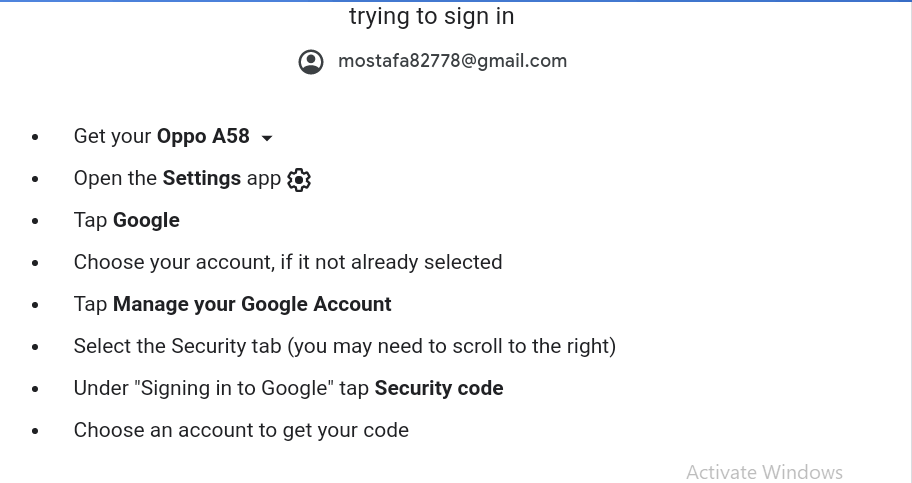 trying to sign in
mostafa82778@gmail.com
• Get your Oppo A58
• Open the Settings app
• Tap Google
• Choose your account, if it not already selected
• Tap Manage your Google Account
• Select the Security tab (you may need to scroll to the right)
• Under "Signing in to Google" tap Security code
• Choose an account to get your code
Activate Windows